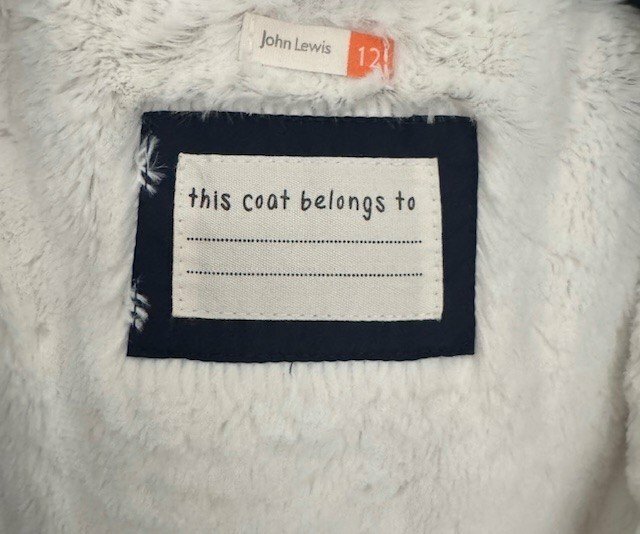 John Lewis 12
this coat belongs to